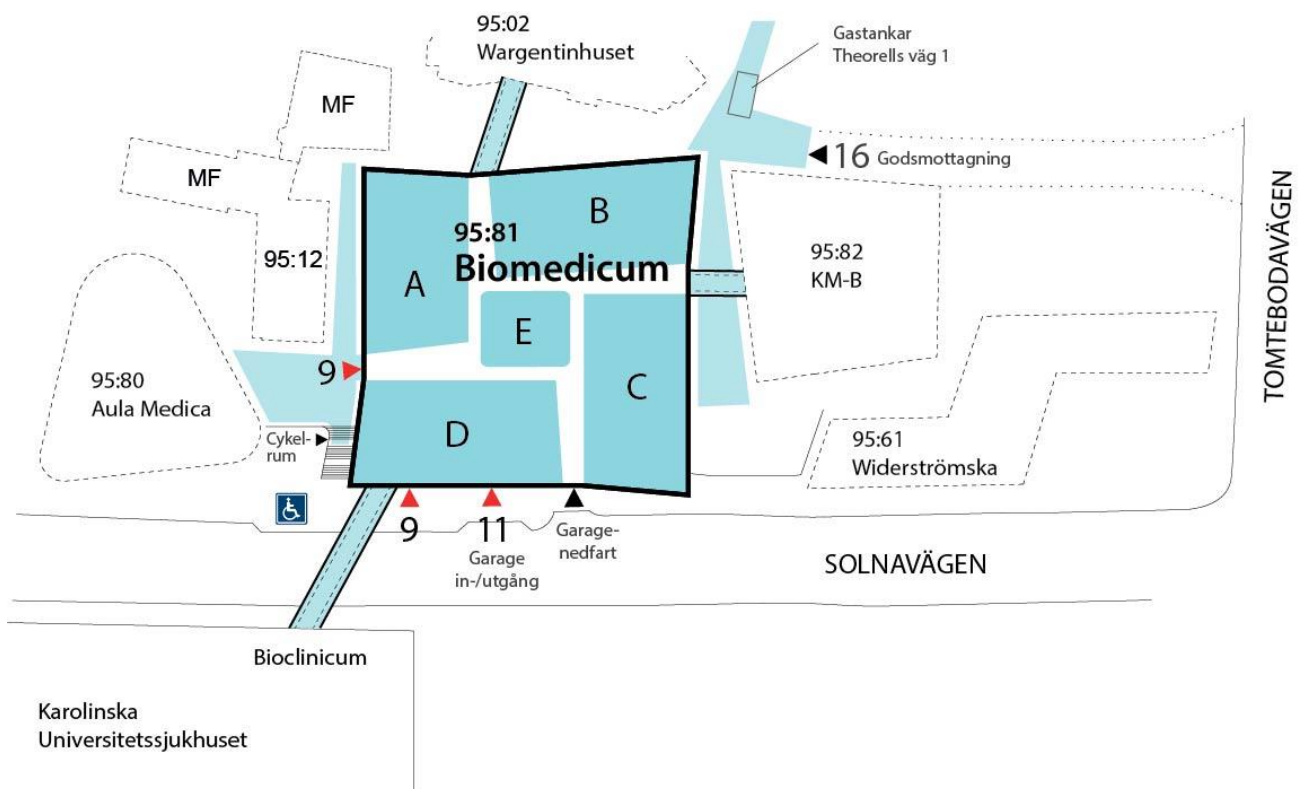 95:02
Wargentinhuset
Gastankar
Theorells väg 1
MF
MF
16 Godsmottagning
95:12
A
B
95:81
Biomedicum
95:82
KM-B
E
C
TOMTEBODAVÄGEN
9
95:80
Aula Medica
D
Cykel-
rum
95:61
Widerströmska
9
11
Garage
in-/utgång
Garage-
nedfart
SOLNAVÄGEN
Bioclinicum
Karolinska
Universitetssjukhuset